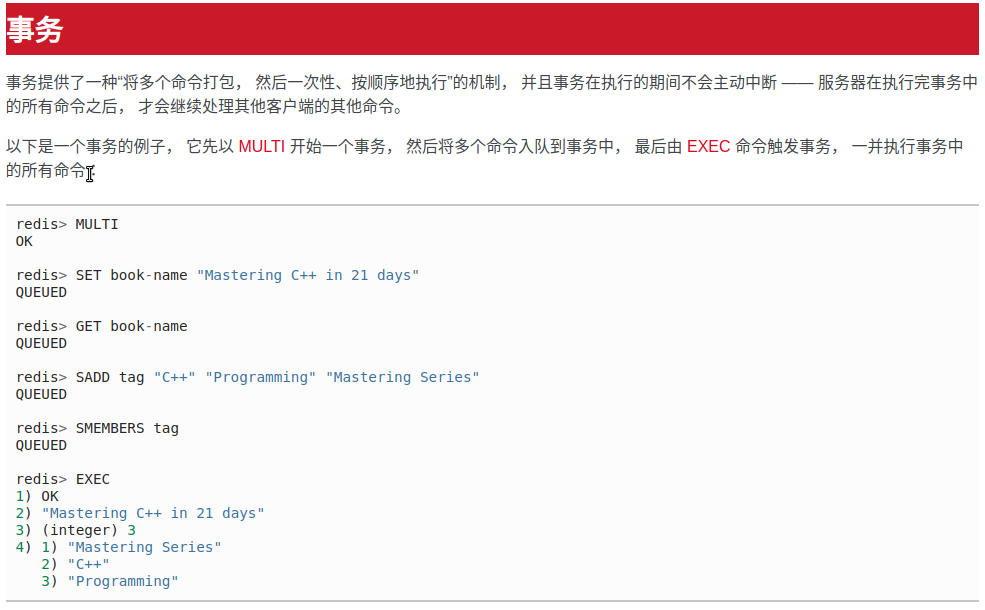 事务
事务提供了一种“将多个命令打包， 然后一次性、按顺序地执行”的机制， 并且事务在执行的期间不会主动中断 —— 服务器在执行完事务中
的所有命令之后， 才会继续处理其他客户端的其他命令。
以下是一个事务的例子， 它先以 MULTI 开始一个事务， 然后将多个命令入队到事务中， 最后由 EXEC 命令触发事务， 一并执行事务中
的所有命令
redis> MULTI
OK
redis> SET book-name "Mastering C++ in 21 days"
QUEUED
redis> GET book-name
QUEUED
redis> SADD tag "C++" "Programming" "Mastering Series"
QUEUED
redis> SMEMBERS tag
QUEUED
redis> EXEC
1) OK
2) "Mastering C++ in 21 days"
3) (integer) 3
4) 1) "Mastering Series"
   2) "C++"
   3) "Programming"